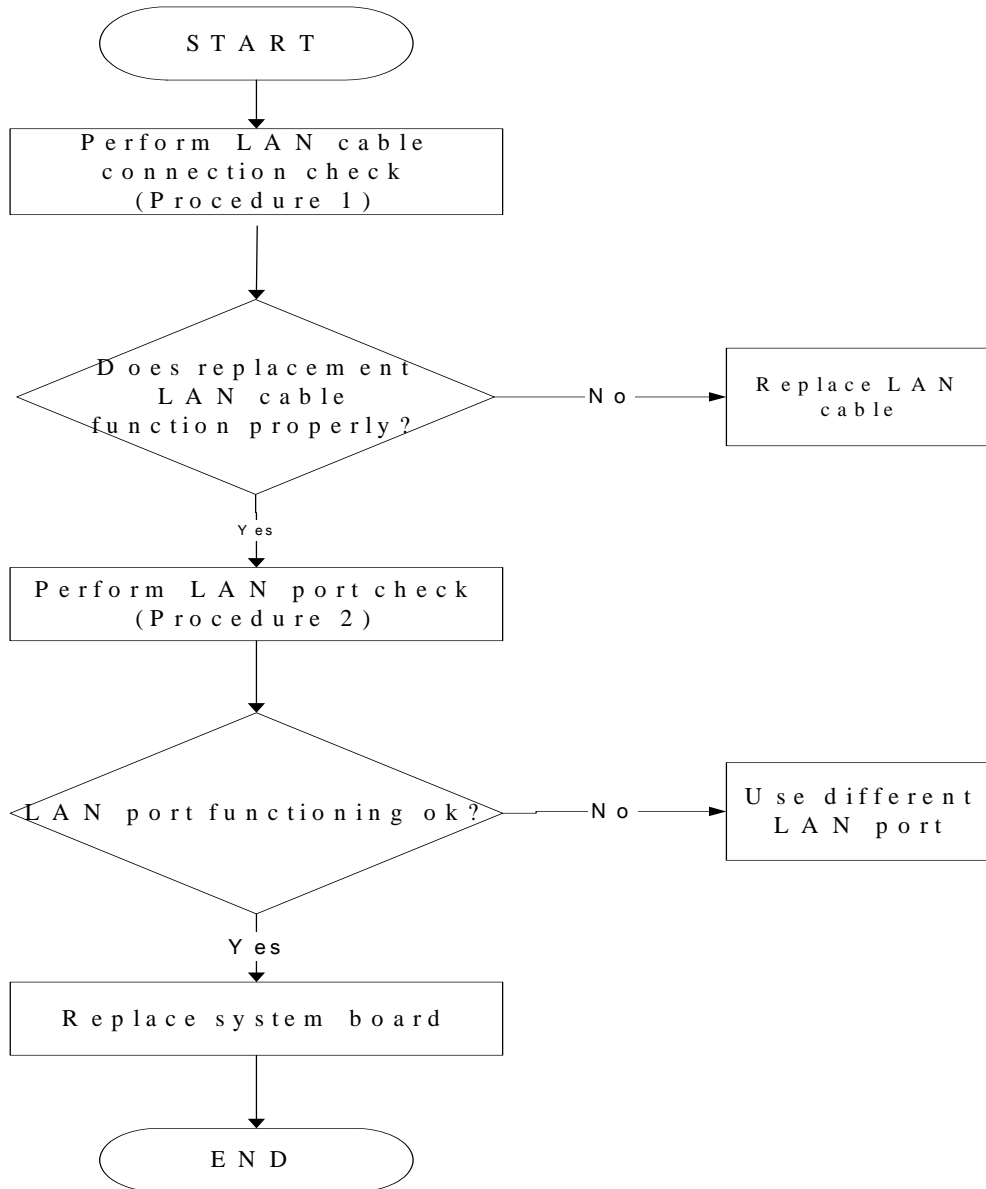 START
Perform LAN cable
connection check
(Procedure 1)
Does replacement
LAN cable
function properly?
No
Replace LAN
cable
Yes
Perform LAN port check
(Procedure 2)
LAN port functioning ok?
No
Use different
LAN port
Yes
Replace system board
END